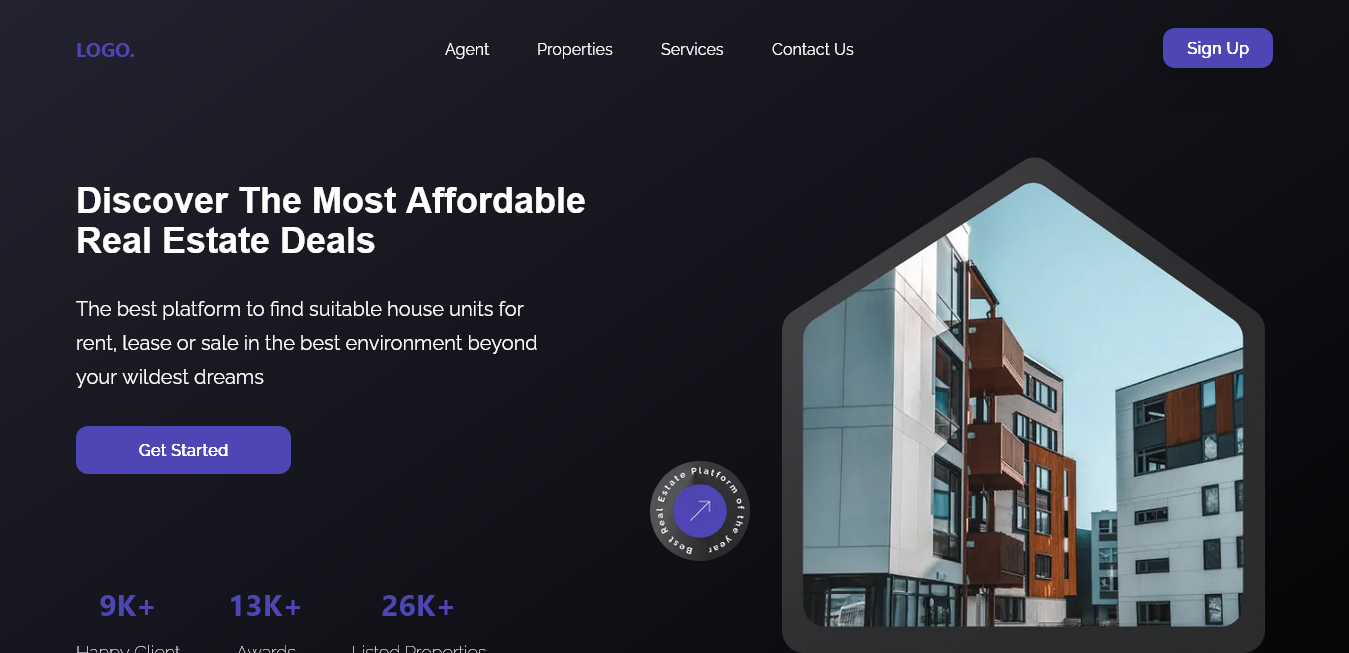 LOGO.
Agent
Properties
Services
Contact Us
Sign Up
Discover The Most Affordable
Real Estate Deals
The best platform to find suitable house units for
rent, lease or sale in the best environment beyond
your wildest dreams
Get Started
Best Real Estate Platform of the year
9K+
13K+
26K+
Happy Client
Awards
Listed Properties